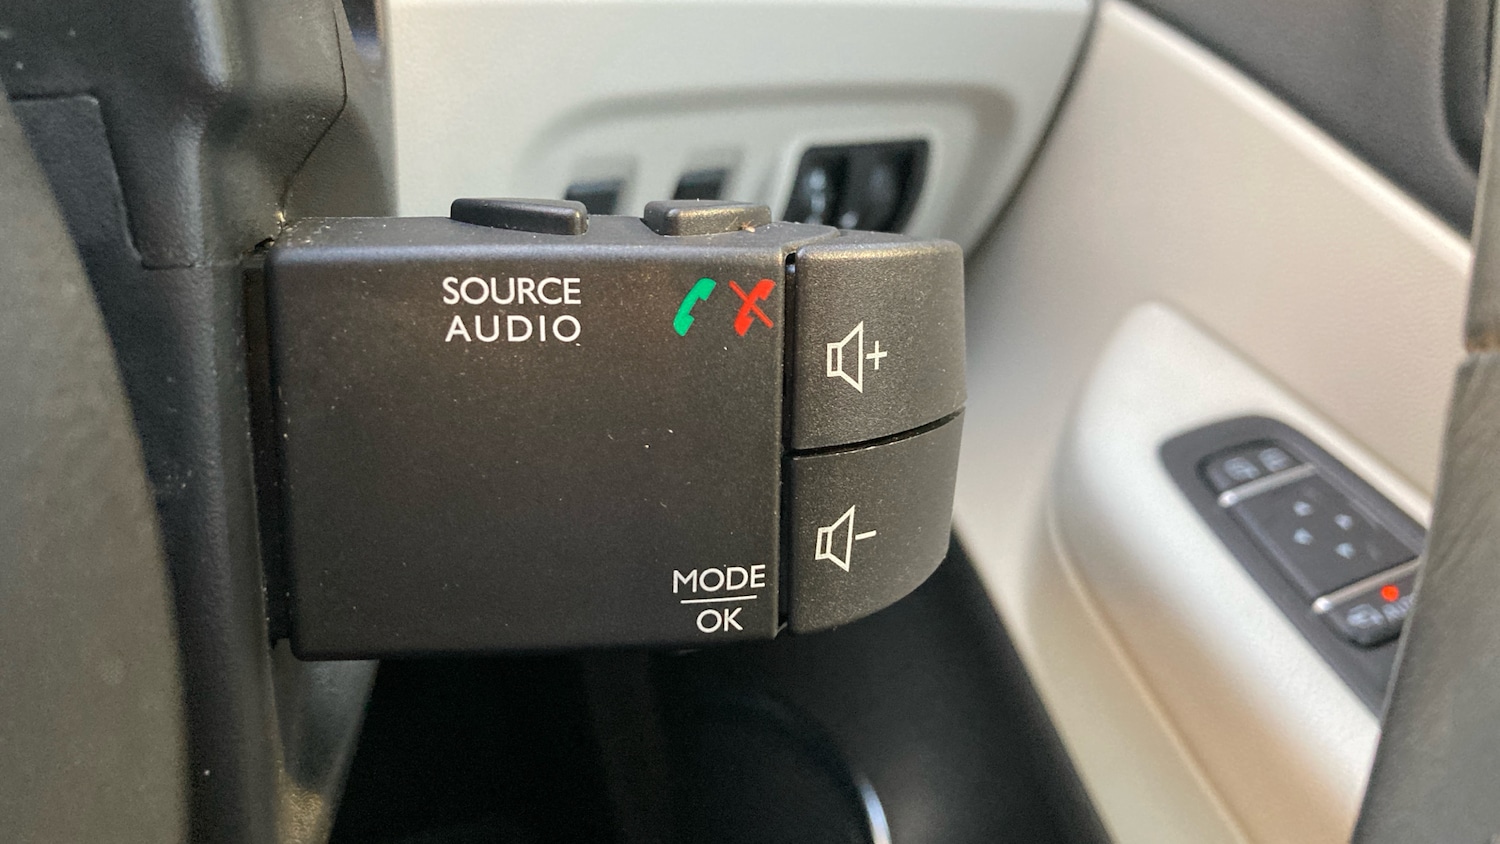 SOURCE
AUDIO
+
-
MODE
OK